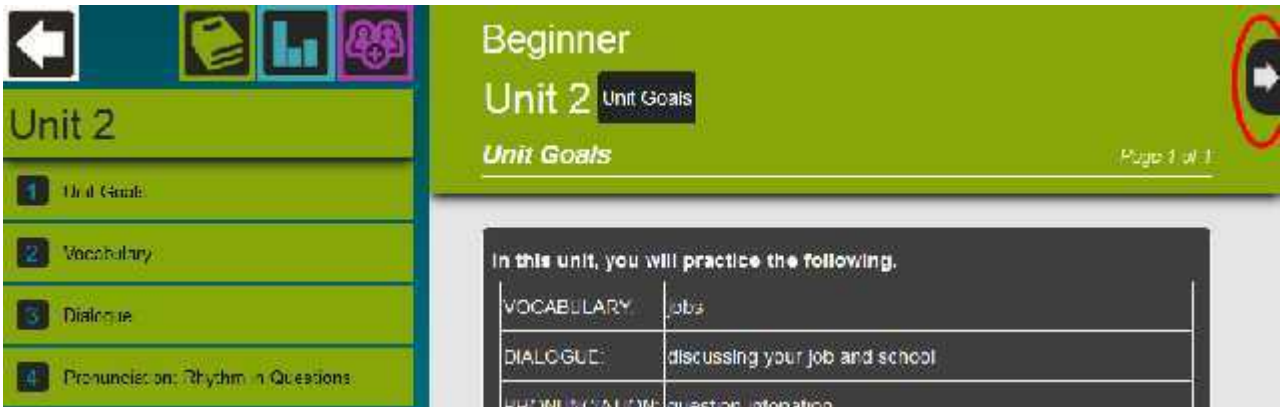 Unit 2
1 Unit Goals
2 Vocabulary
3 Dialogue
4 Pronunciation: Rhythm in Questions
Beginner
Unit 2 Unit Goals
Unit Goals
Page 1 of 1
In this unit, you will practice the following.
VOCABULARY: jobs
DIALOGUE: discussing your job and school
PRONUNCIATION: question intonation